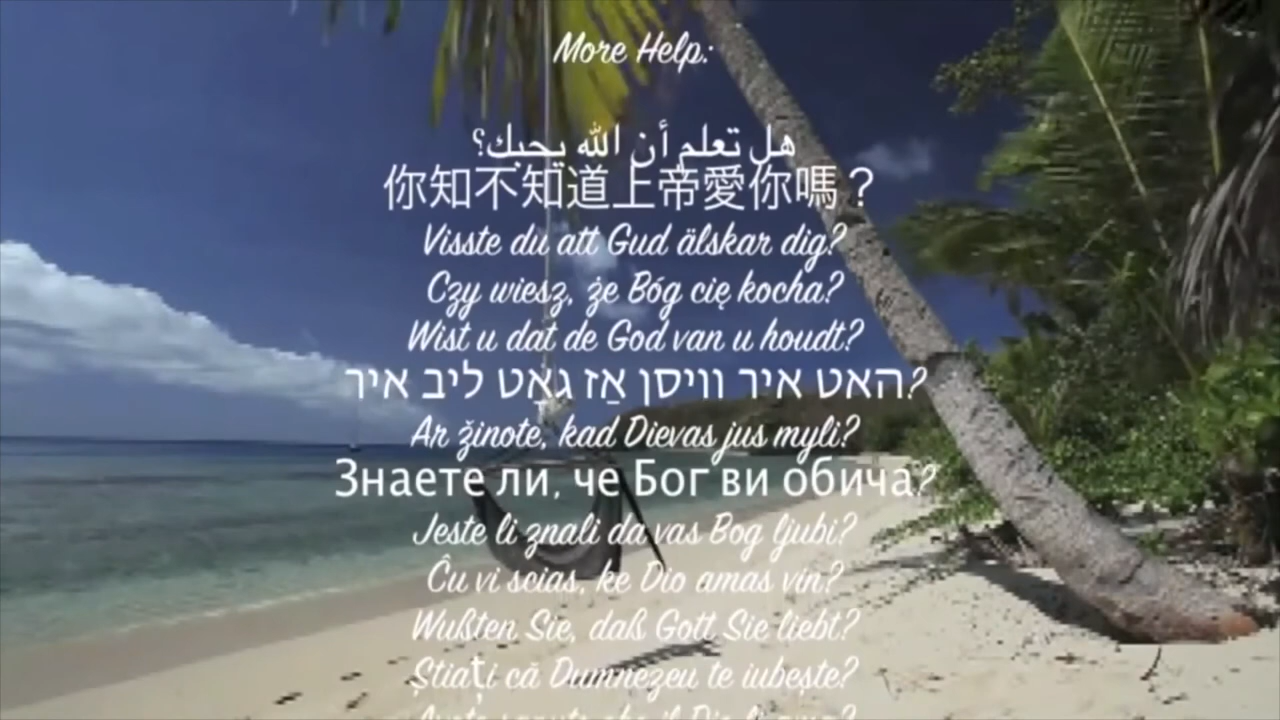 More Help:
هل تعلم أن الله يحبك؟
你知不知道上帝愛你嗎？
Visste du att Gud älskar dig?
Czy wiesz, że Bóg cię kocha?
Wist u dat de God van u houdt?
האט איר וויסן אַז גאָט ליב איר?
Ar žinote, kad Dievas jus myli?
Знаете ли, че Бог ви обича?
Jeste li znali da vas Bog ljubi?
Ĉu vi scias, ke Dio amas vin?
Wußten Sie, daß Gott Sie liebt?
Știați că Dumnezeu te iubește?